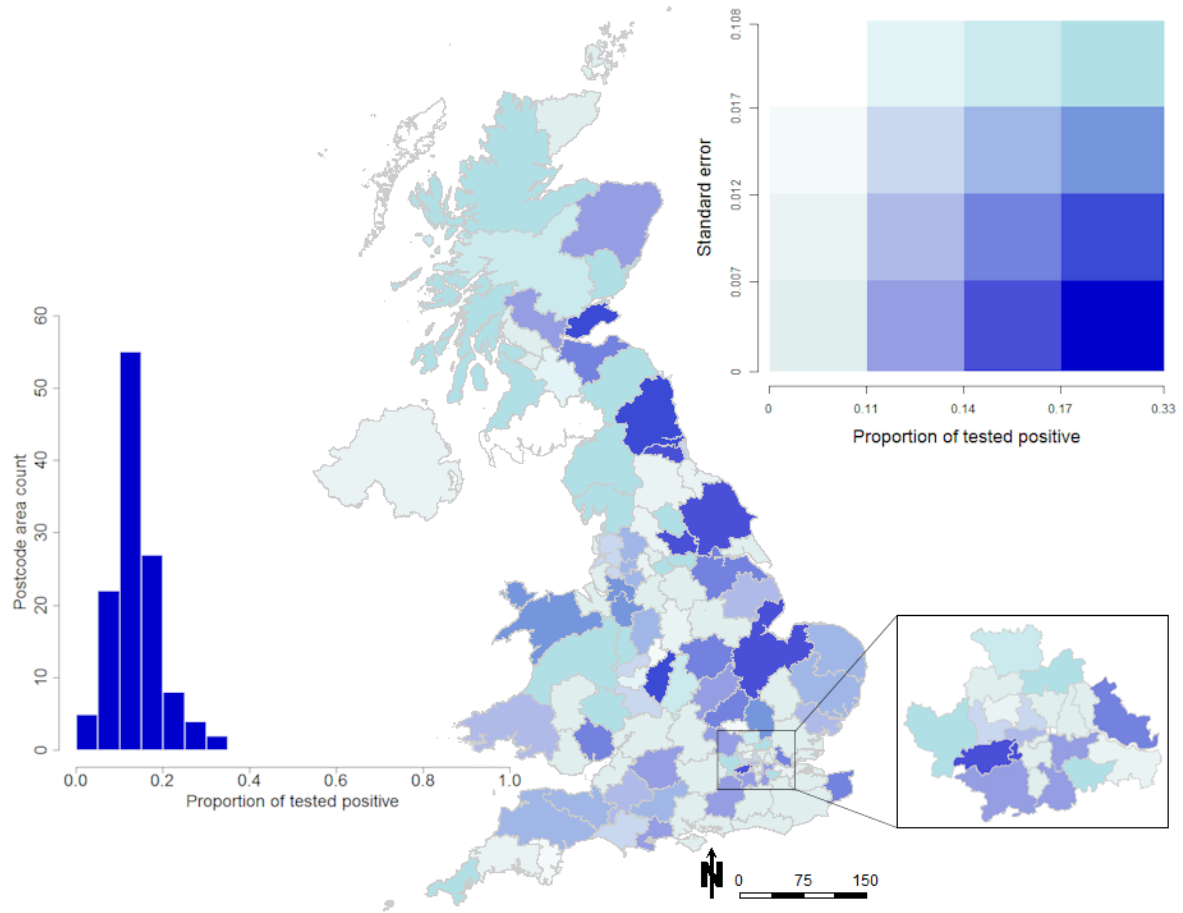 0.108
0.017
0.012
0.007
0
Standard error
0 0.11 0.14 0.17 0.33
Proportion of tested positive
60
50
40
30
20
10
0
Postcode area count
0.0 0.2 0.4 0.6 0.8 1.0
Proportion of tested positive
N
0 75 150